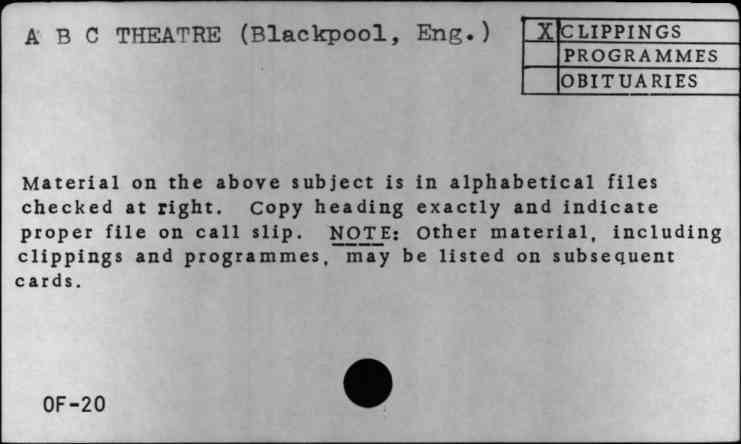 A B C THEATRE (Blackpool, Eng.)
X CLIPPINGS
PROGRAMMES
OBITUARIES
Material on the above subject is in alphabetical files
checked at right. Copy heading exactly and indicate
proper file on call slip. NOTE: Other material, including
clippings and programmes, may be listed on subsequent
cards.
OF-20